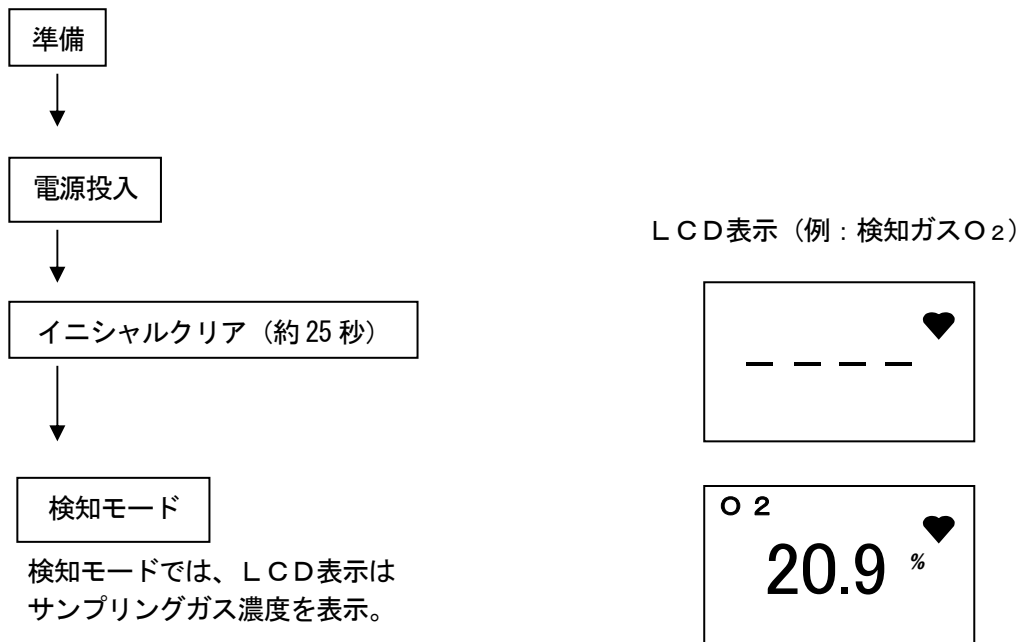 準備
電源投入
イニシャルクリア（約25秒）
検知モード
検知モードでは、ＬＣＤ表示は
サンプリングガス濃度を表示。
ＬＣＤ表示（例：検知ガスＯ２）
－－－－
Ｏ２
20.9 %